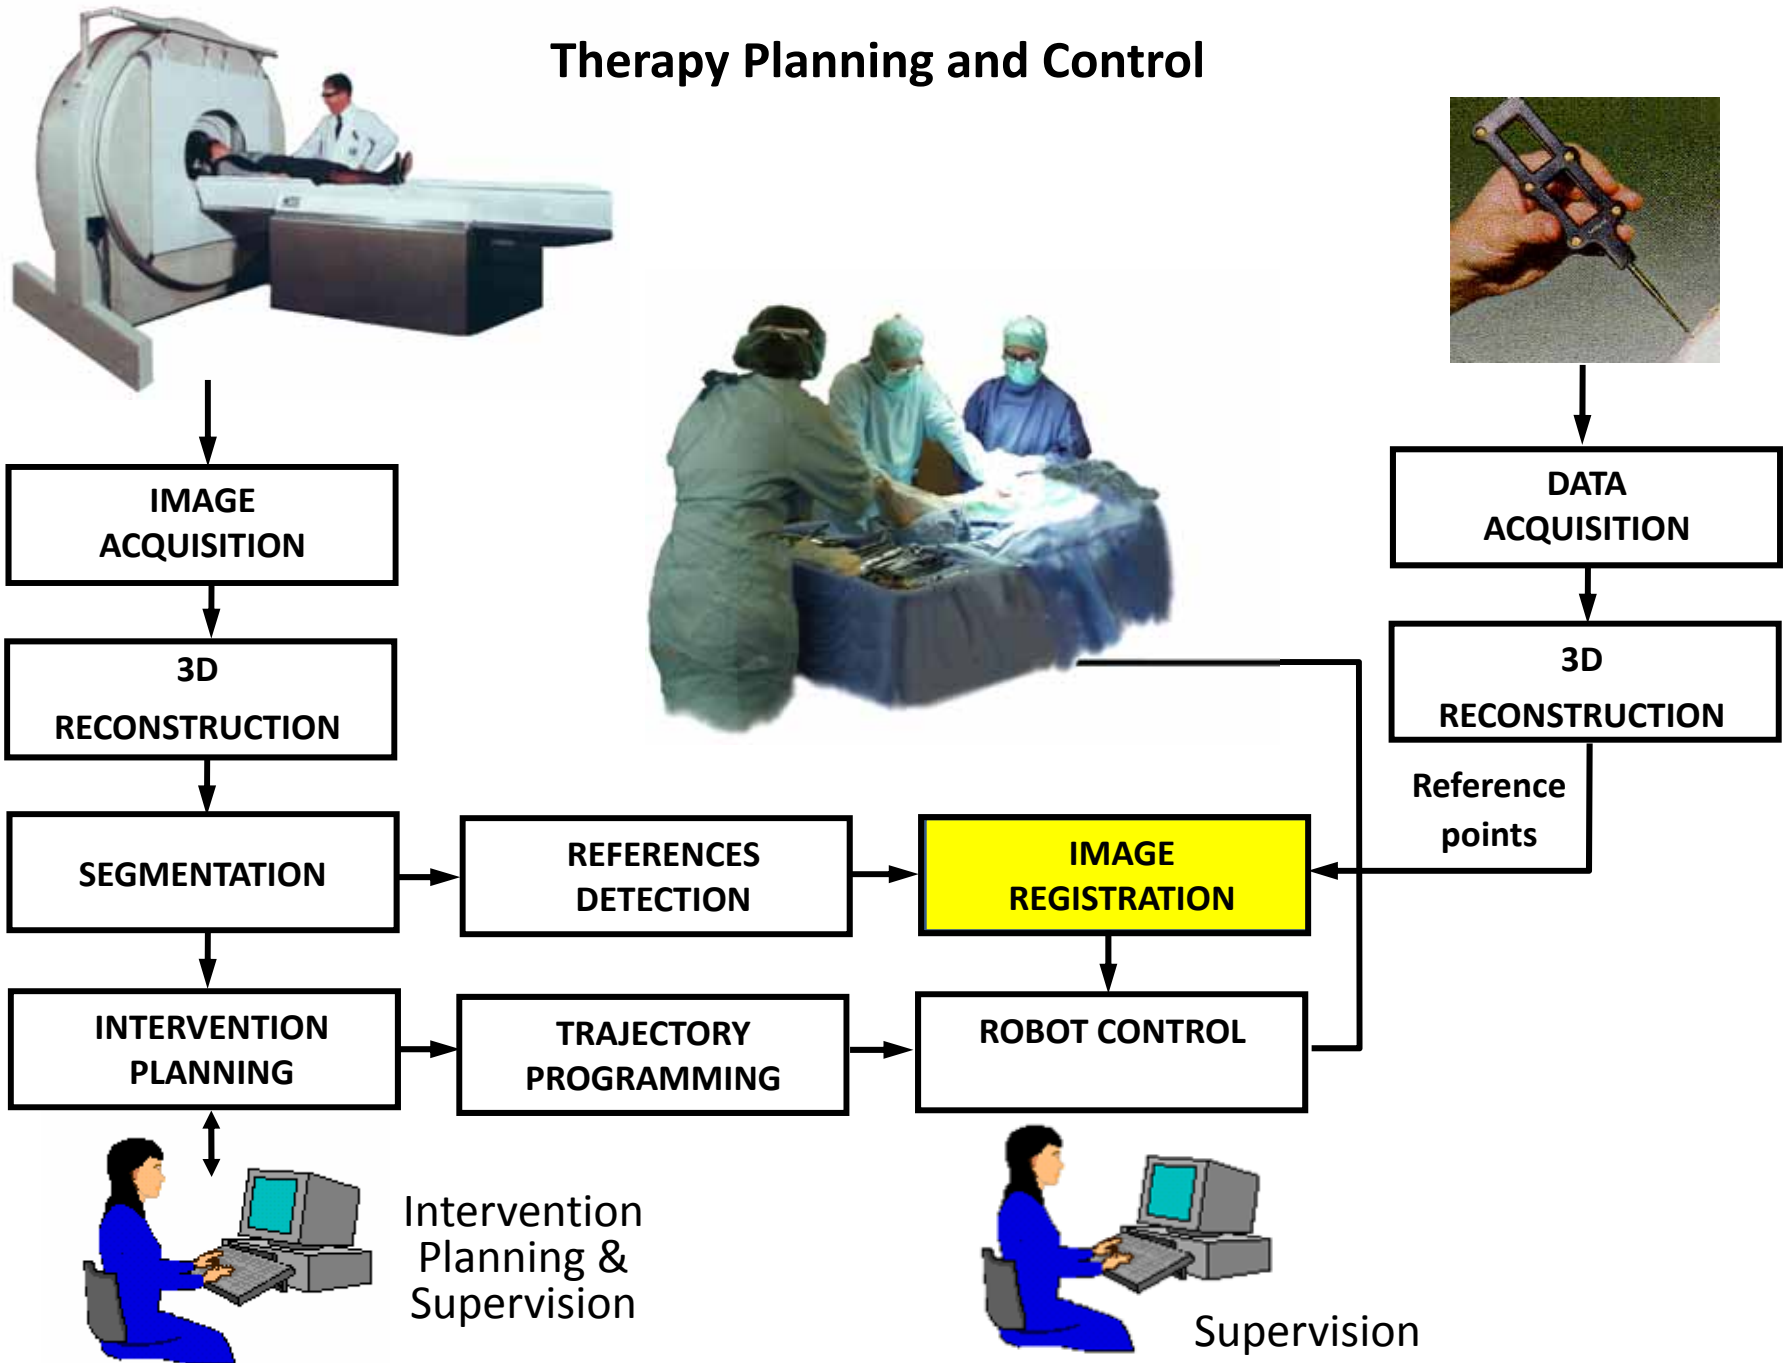 Therapy Planning and Control
IMAGE
ACQUISITION
DATA
ACQUISITION
3D
RECONSTRUCTION
3D
RECONSTRUCTION
Reference
points
SEGMENTATION
REFERENCES
DETECTION
IMAGE
REGISTRATION
INTERVENTION
PLANNING
TRAJECTORY
PROGRAMMING
ROBOT CONTROL
Intervention
Planning &
Supervision
Supervision